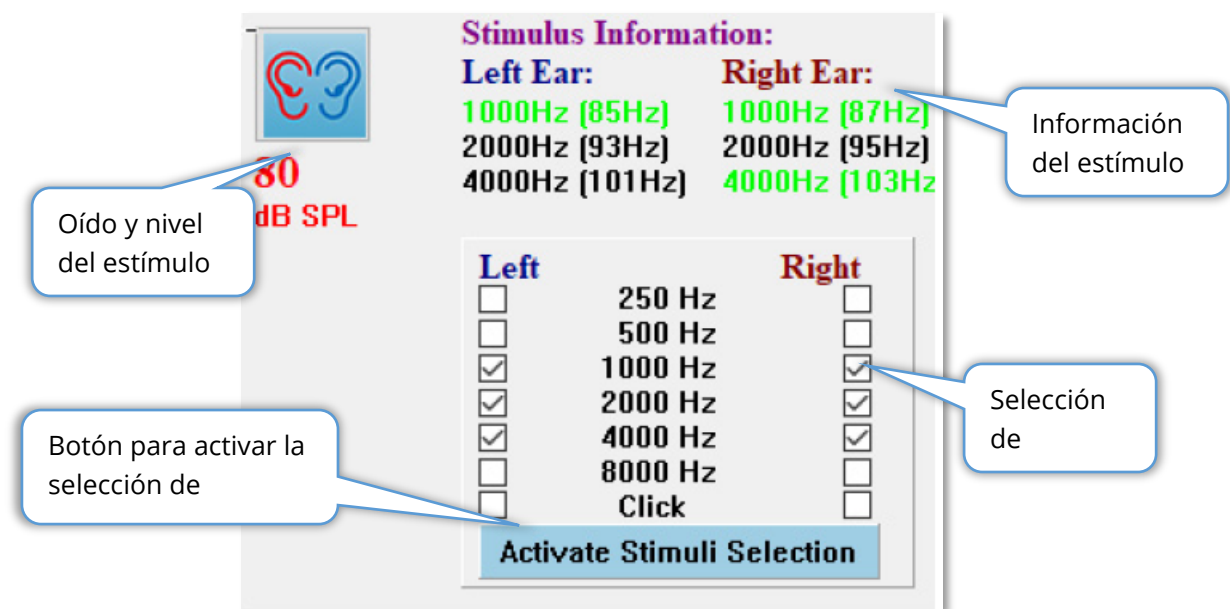 Stimulus Information:
Left Ear: Right Ear:
1000Hz (85Hz) 1000Hz (87Hz)
2000Hz (93Hz) 2000Hz (95Hz)
4000Hz (101Hz) 4000Hz (103Hz
80
dB SPL
Información
del estímulo
Oído y nivel
del estímulo
Left Right
250 Hz
500 Hz
1000 Hz
2000 Hz
4000 Hz
8000 Hz
Click
Activate Stimuli Selection
Selección
de
Botón para activar la
selección de